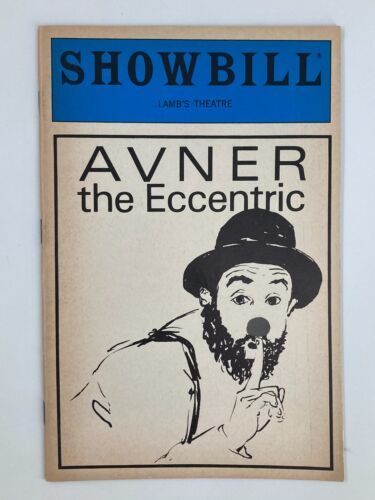 SHOWBILL®
LAMB'S THEATRE
AVNER
the Eccentric